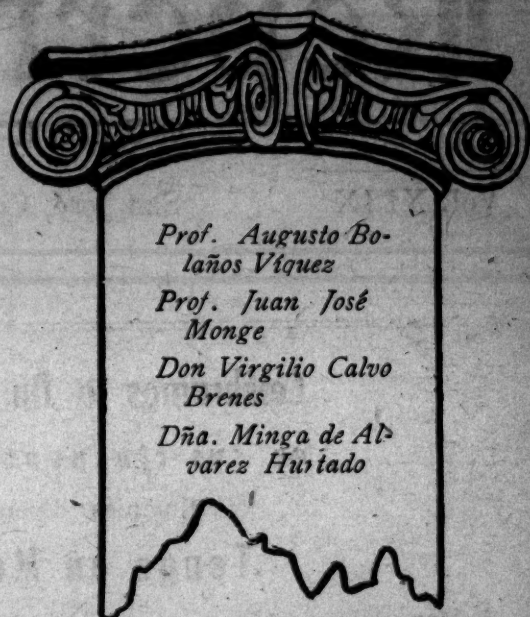 Prof. Augusto Bo-
laños Víquez
Prof. Juan José
Monge
Don Virgilio Calvo
Brenes
Dña. Minga de Al-
varez Hurtado